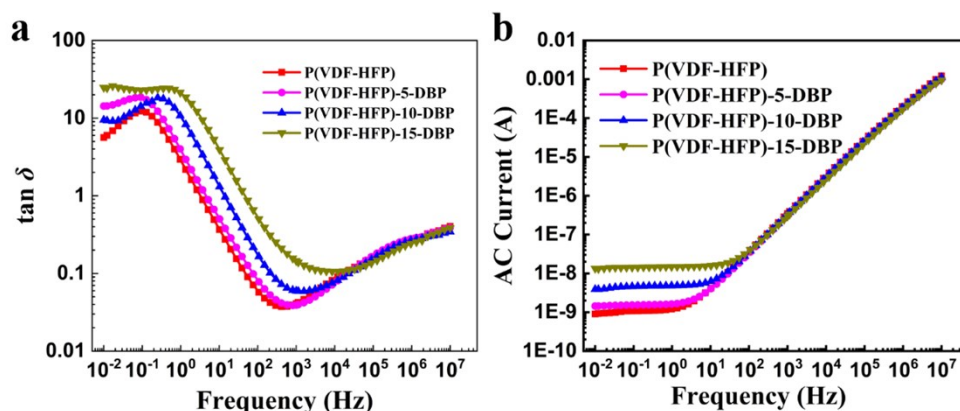 a
tan δ
100
10
1
0.1
0.01
P(VDF-HFP)
P(VDF-HFP)-5-DBP
P(VDF-HFP)-10-DBP
P(VDF-HFP)-15-DBP
10⁻² 10⁻¹ 10⁰ 10¹ 10² 10³ 10⁴ 10⁵ 10⁶ 10⁷
Frequency (Hz)
b
AC Current (A)
0.01
0.001
1E-4
1E-5
1E-6
1E-7
1E-8
1E-9
1E-10
P(VDF-HFP)
P(VDF-HFP)-5-DBP
P(VDF-HFP)-10-DBP
P(VDF-HFP)-15-DBP
10⁻² 10⁻¹ 10⁰ 10¹ 10² 10³ 10⁴ 10⁵ 10⁶ 10⁷
Frequency (Hz)